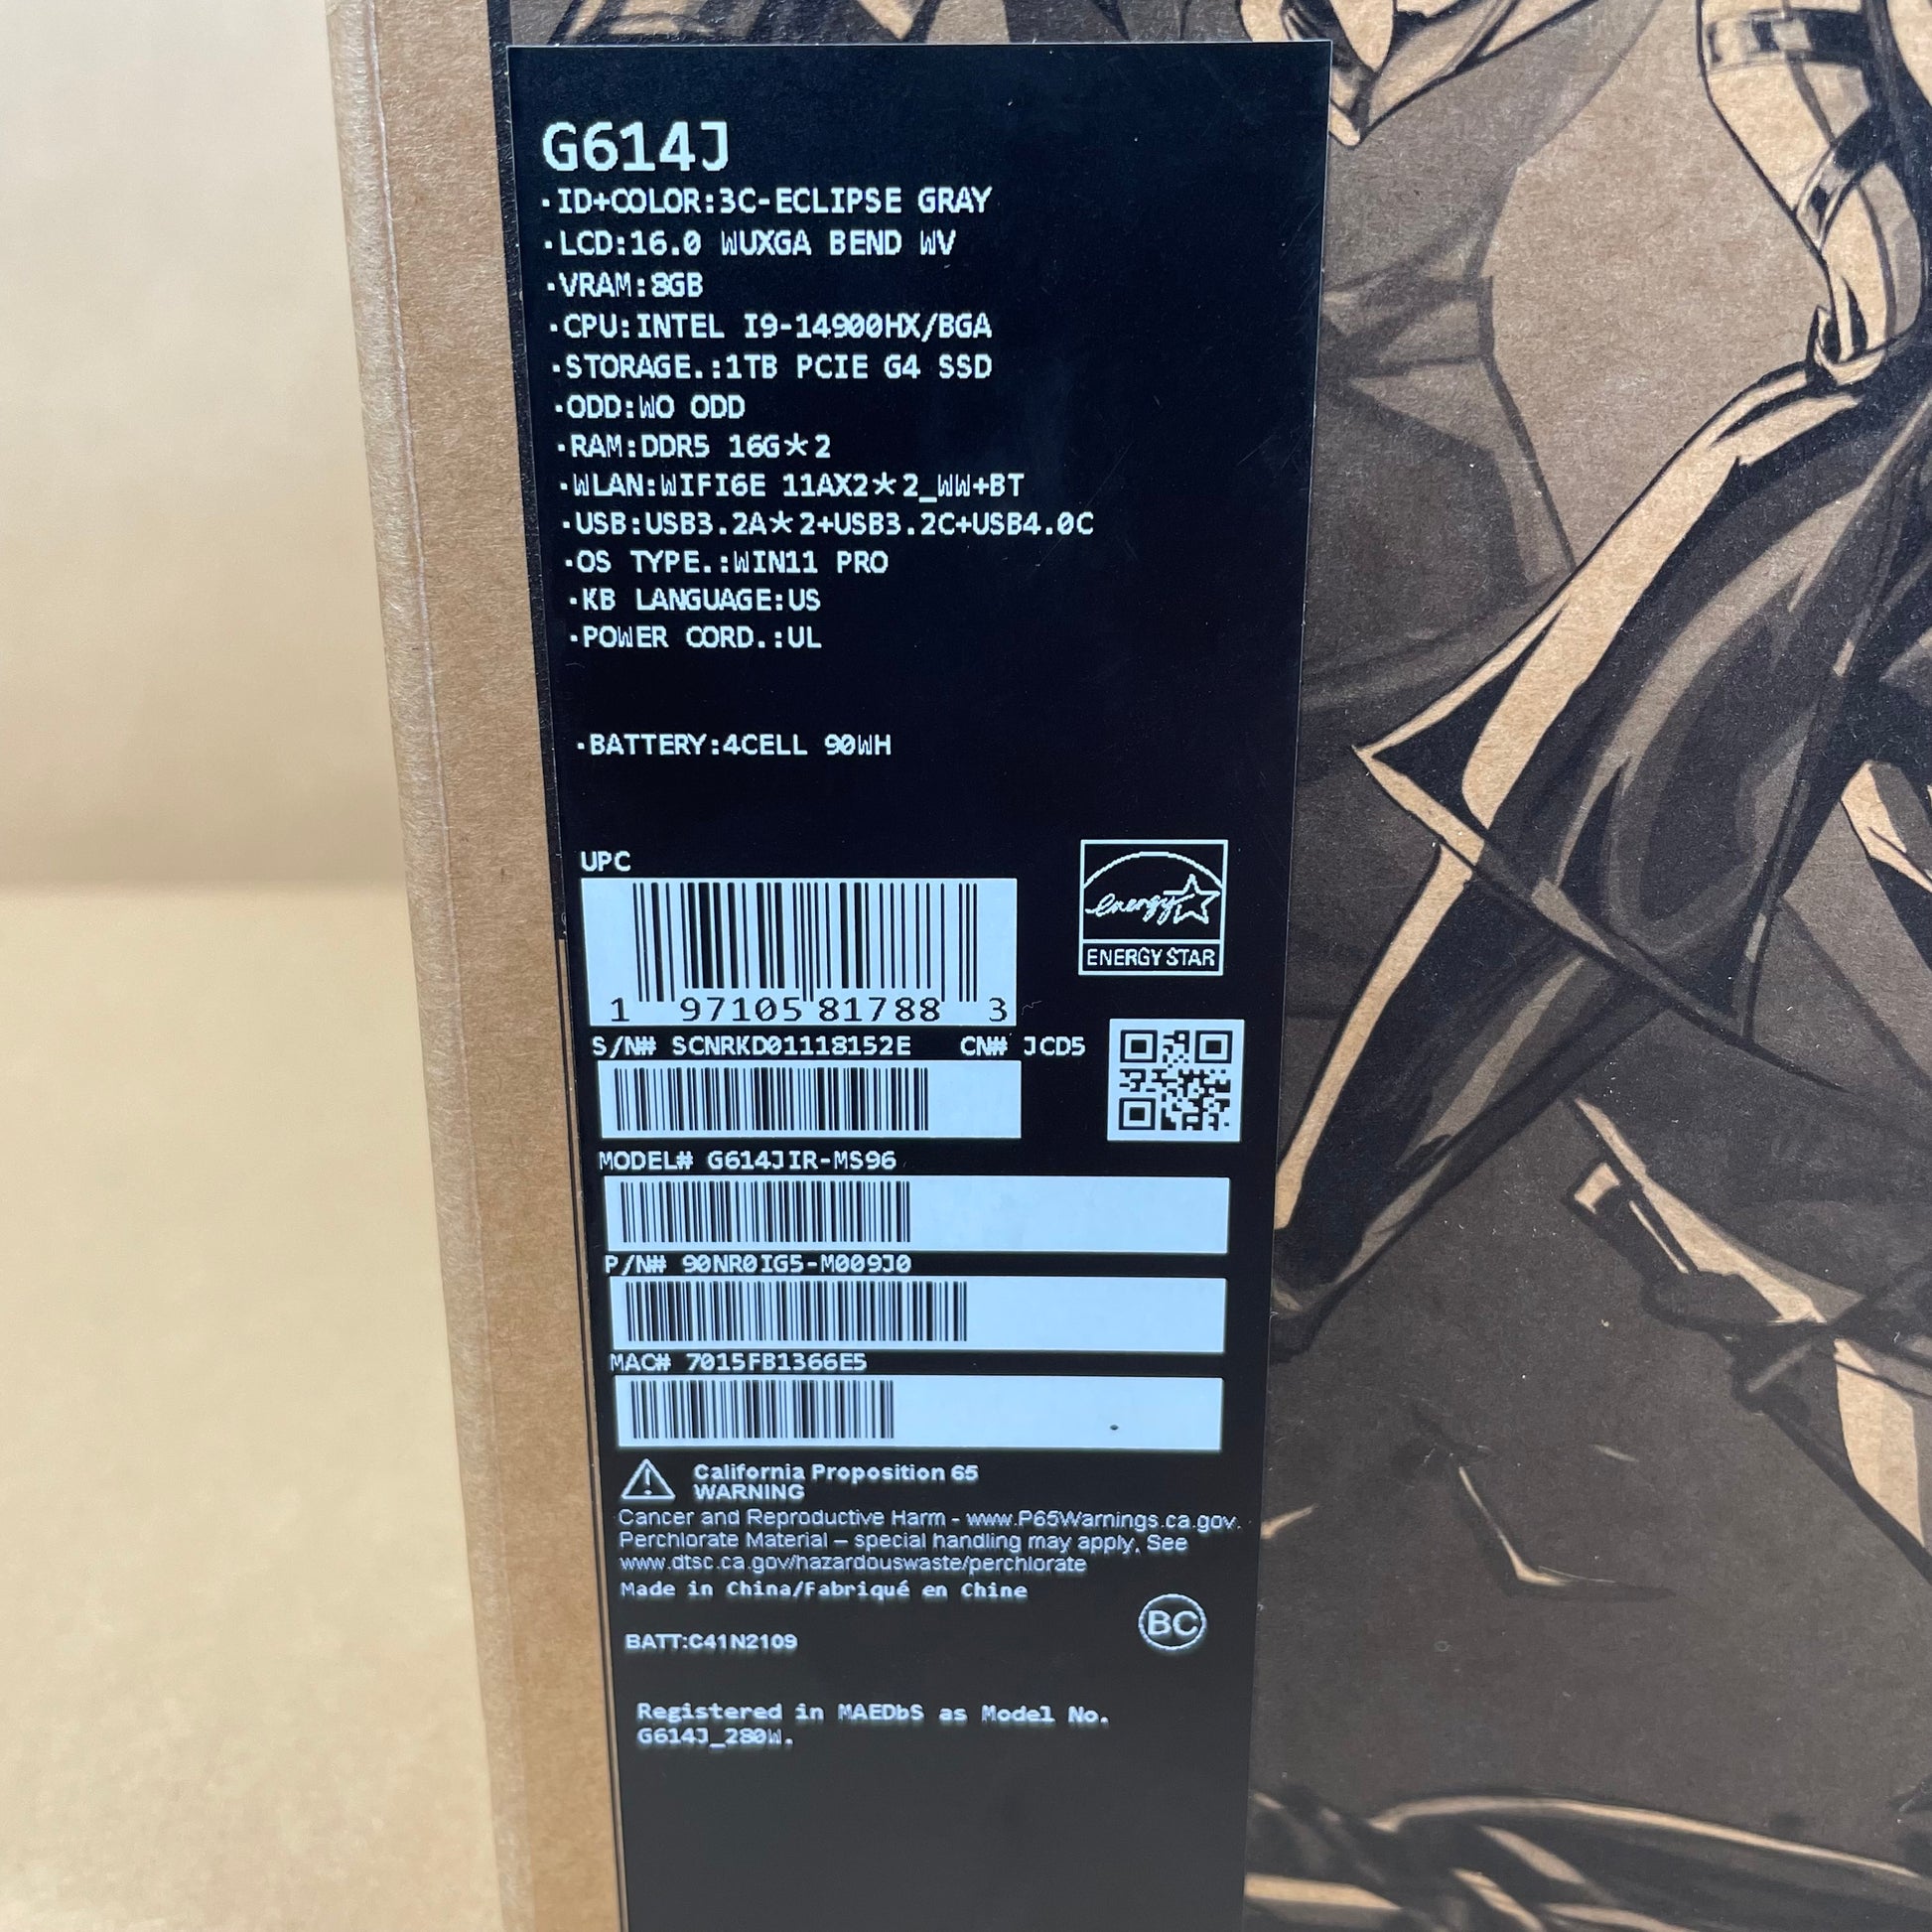 G614J
·ID+COLOR:3C-ECLIPSE GRAY
·LCD:16.0 WUXGA BEND WV
·VRAM:8GB
·CPU:INTEL I9-14900HX/BGA
·STORAGE.:1TB PCIE G4 SSD
·ODD:WO ODD
·RAM:DDR5 16G*2
·WLAN:WIFI6E 11AX2*2_WW+BT
·USB:USB3.2A*2+USB3.2C+USB4.0C
·OS TYPE.:WIN11 PRO
·KB LANGUAGE:US
·POWER CORD.:UL
·BATTERY:4CELL 90WH
UPC
energy
ENERGY STAR
1 97105 81788 3
S/N# SCNRKD01118152E CN# JCD5
MODEL# G614JIR-MS96
P/N# 90NR0IG5-M009J0
MAC# 7015FB1366E5
California Proposition 65
WARNING
Cancer and Reproductive Harm - www.P65Warnings.ca.gov.
Perchlorate Material – special handling may apply, See
www.dtsc.ca.gov/hazardouswaste/perchlorate
Made in China/Fabriqué en Chine
BC
BATT:C41N2109
Registered in MAEDbS as Model No.
G614J_280W.